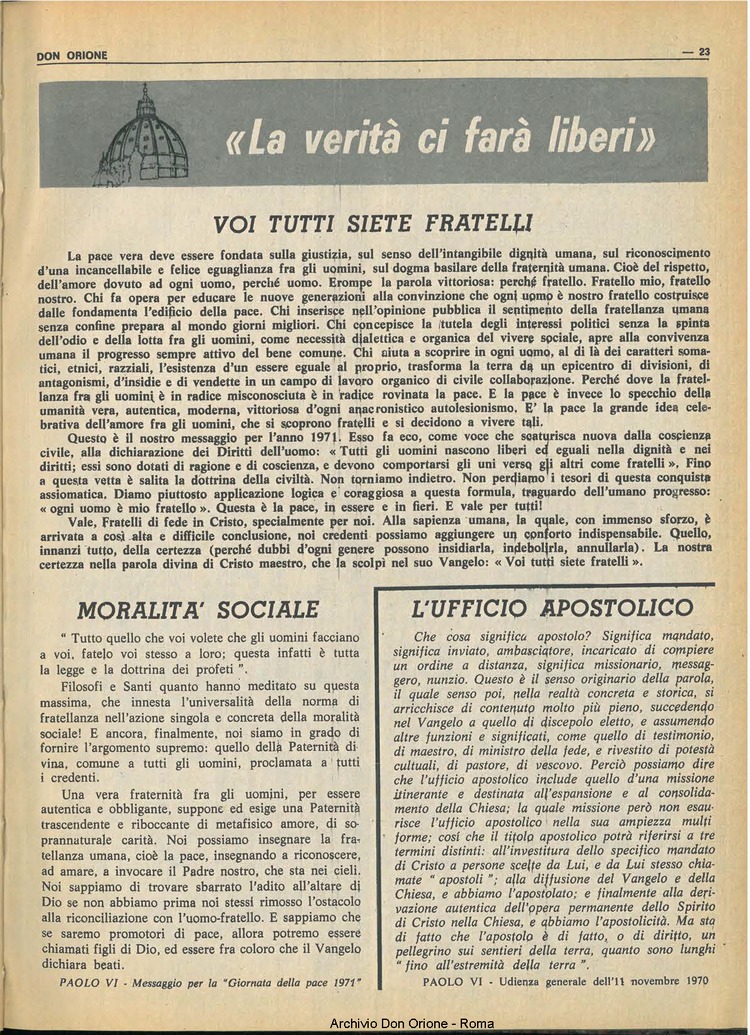 DON ORIONE
— 23
«La verità ci farà liberi»
VOI TUTTI SIETE FRATELLI
La pace vera deve essere fondata sulla giustizia, sul senso dell'intangibile dignità umana, sul riconoscimento
d'una incancellabile e felice eguaglianza fra gli uomini, sul dogma basilare della fraternità umana. Cioè del rispetto,
dell'amore dovuto ad ogni uomo, perché uomo. Erompe la parola vittoriosa: perché fratello. Fratello mio, fratello
nostro. Chi fa opera per educare le nuove generazioni alla convinzione che ogni uomo è nostro fratello costruisce
dalle fondamenta l'edificio della pace. Chi inserisce nell'opinione pubblica il sentimento della fratellanza umana
senza confine prepara al mondo giorni migliori. Chi concepisce la tutela degli interessi politici senza la spinta
dell'odio e della lotta fra gli uomini, come necessità dialettica e organica del vivere sociale, apre alla convivenza
umana il progresso sempre attivo del bene comune. Chi aiuta a scoprire in ogni uomo, al di là dei caratteri soma-
tici, etnici, razziali, l'esistenza d'un essere eguale al proprio, trasforma la terra da un epicentro di divisioni, di
antagonismi, d'insidie e di vendette in un campo di lavoro organico di civile collaborazione. Perché dove la fratel-
lanza fra gli uomini è in radice misconosciuta è in radice rovinata la pace. E la pace è invece lo specchio della
umanità vera, autentica, moderna, vittoriosa d'ogni anacronistico autolesionismo. E' la pace la grande idea cele-
brativa dell'amore fra gli uomini, che si scoprono fratelli e si decidono a vivere tali.
Questo è il nostro messaggio per l'anno 1971. Esso fa eco, come voce che scaturisca nuova dalla coscienza
civile, alla dichiarazione dei Diritti dell'uomo: « Tutti gli uomini nascono liberi ed eguali nella dignità e nei
diritti; essi sono dotati di ragione e di coscienza, e devono comportarsi gli uni verso gli altri come fratelli ». Fino
a questa vetta è salita la dottrina della civiltà. Non torniamo indietro. Non perdiamo i tesori di questa conquista
assiomatica. Diamo piuttosto applicazione logica e coraggiosa a questa formula, traguardo dell'umano progresso:
« ogni uomo è mio fratello ». Questa è la pace, in essere e in fieri. E vale per tutti!
Vale, Fratelli di fede in Cristo, specialmente per noi. Alla sapienza umana, la quale, con immenso sforzo, è
arrivata a così alta e difficile conclusione, noi credenti possiamo aggiungere un conforto indispensabile. Quello,
innanzi tutto, della certezza (perché dubbi d'ogni genere possono insidiarla, indebolirla, annullarla). La nostra
certezza nella parola divina di Cristo maestro, che la scolpì nel suo Vangelo: « Voi tutti siete fratelli ».
MORALITA' SOCIALE
" Tutto quello che voi volete che gli uomini facciano
a voi, fatelo voi stesso a loro; questa infatti è tutta
la legge e la dottrina dei profeti ".
Filosofi e Santi quanto hanno meditato su questa
massima, che innesta l'universalità della norma di
fratellanza nell'azione singola e concreta della moralità
sociale! E ancora, finalmente, noi siamo in grado di
fornire l'argomento supremo: quello della Paternità di-
vina, comune a tutti gli uomini, proclamata a tutti
i credenti.
Una vera fraternità fra gli uomini, per essere
autentica e obbligante, suppone ed esige una Paternità
trascendente e riboccante di metafisico amore, di so-
prannaturale carità. Noi possiamo insegnare la fra-
tellanza umana, cioè la pace, insegnando a riconoscere,
ad amare, a invocare il Padre nostro, che sta nei cieli.
Noi sappiamo di trovare sbarrato l'adito all'altare di
Dio se non abbiamo prima noi stessi rimosso l'ostacolo
alla riconciliazione con l'uomo-fratello. E sappiamo che
se saremo promotori di pace, allora potremo essere
chiamati figli di Dio, ed essere fra coloro che il Vangelo
dichiara beati.
PAOLO VI - Messaggio per la "Giornata della pace 1971"
L'UFFICIO APOSTOLICO
Che cosa significa apostolo? Significa mandato,
significa inviato, ambasciatore, incaricato di compiere
un ordine a distanza, significa missionario, messag-
gero, nunzio. Questo è il senso originario della parola,
il quale senso poi, nella realtà concreta e storica, si
arricchisce di contenuto molto più pieno, succedendo
nel Vangelo a quello di discepolo eletto, e assumendo
altre funzioni e significati, come quello di testimonio,
di maestro, di ministro della fede, e rivestito di potestà
cultuali, di pastore, di vescovo. Perciò possiamo dire
che l'ufficio apostolico include quello d'una missione
itinerante e destinata all'espansione e al consolida-
mento della Chiesa; la quale missione però non esau-
risce l'ufficio apostolico nella sua ampiezza multi
forme; così che il titolo apostolico potrà riferirsi a tre
termini distinti: all'investitura dello specifico mandato
di Cristo a persone scelte da Lui, e da Lui stesso chia-
mate " apostoli "; alla diffusione del Vangelo e della
Chiesa, e abbiamo l'apostolato; e finalmente alla deri-
vazione autentica dell'opera permanente dello Spirito
di Cristo nella Chiesa, e abbiamo l'apostolicità. Ma sta
di fatto che l'apostolo è di fatto, o di diritto, un
pellegrino sui sentieri della terra, quanto sono lunghi
" fino all'estremità della terra ".
PAOLO VI - Udienza generale dell'11 novembre 1970
Archivio Don Orione - Roma